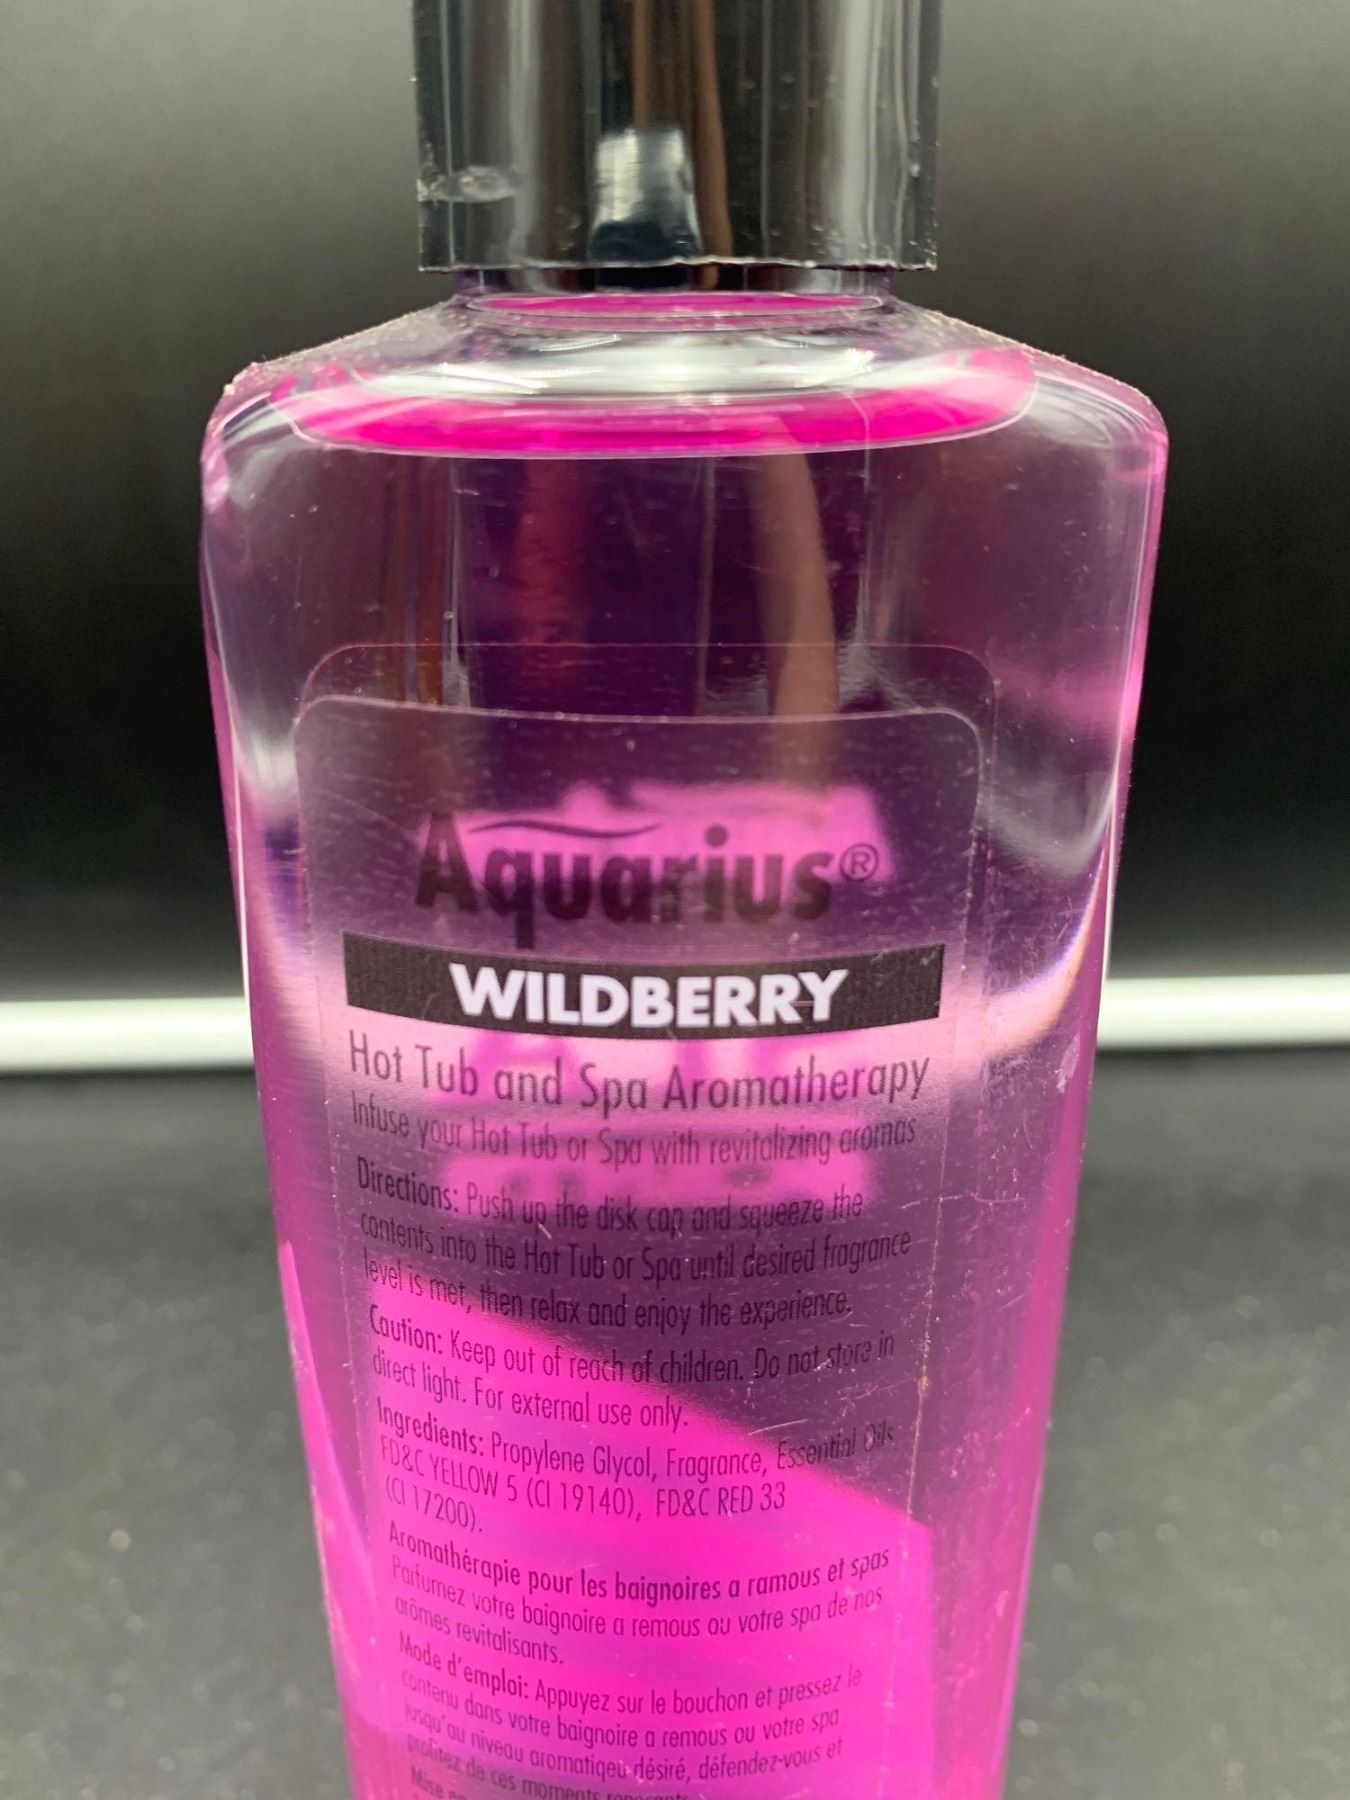 Aquarius®
WILDBERRY
Hot Tub and Spa Aromatherapy
Infuse your Hot Tub or Spa with revitalizing aromas
Directions: Push up the disk cap and squeeze the
contents into the Hot Tub or Spa until desired fragrance
level is met, then relax and enjoy the experience.
Caution: Keep out of reach of children. Do not store in
direct light. For external use only.
Ingredients: Propylene Glycol, Fragrance, Essential Oils
FD&C YELLOW 5 (CI 19140), FD&C RED 33
(CI 17200).
Aromathérapie pour les baignoires a ramous et spas
Parfumez votre baignoire a remous ou votre spa de nos
arômes revitalisants.
Mode d'emploi: Appuyez sur le bouchon et pressez le
contenu dans votre baignoire a remous ou votre spa
jusqu'au niveau aromatiqeu désiré, défendez-vous et
profitez de ces moments reposants
Mise en